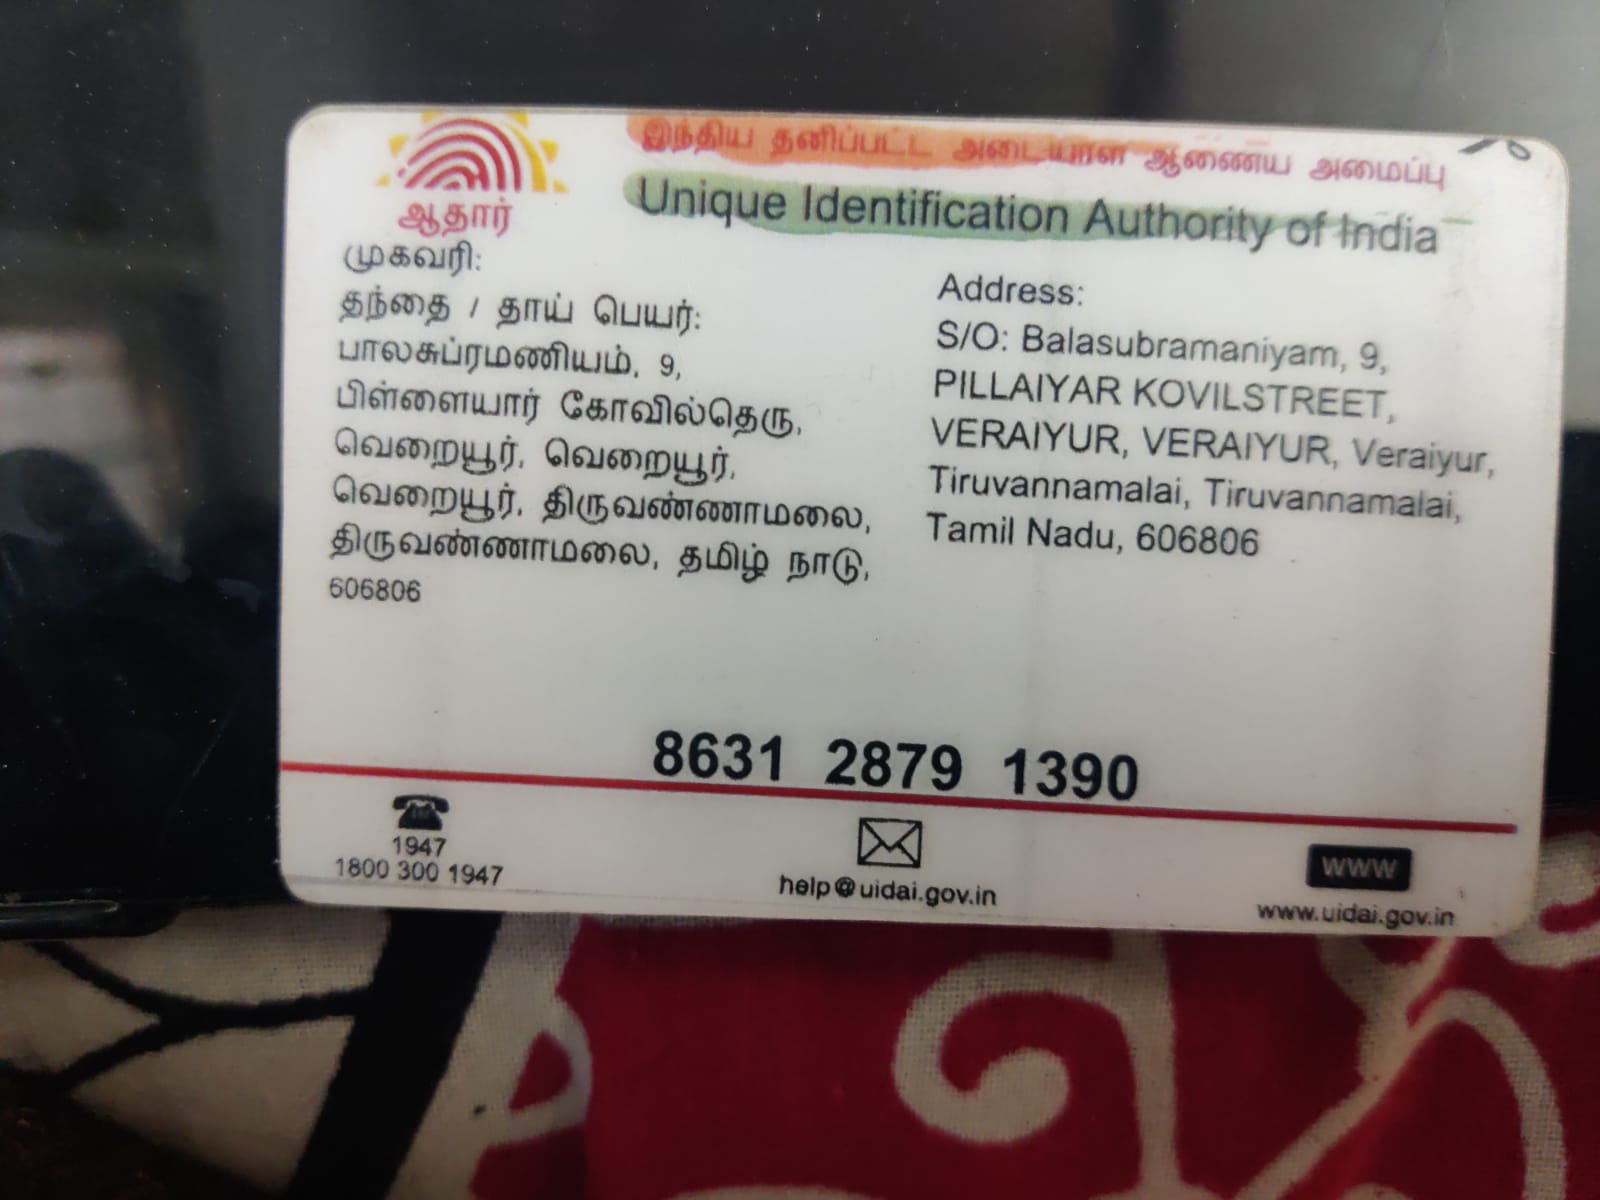 ஆதார்
இந்திய தனிப்பட்ட அடையாள ஆணைய அமைப்பு
Unique Identification Authority of India
முகவரி:
தந்தை / தாய் பெயர்:
பாலசுப்ரமணியம், 9,
பிள்ளையார் கோவில்தெரு,
வெறையூர், வெறையூர்,
வெறையூர், திருவண்ணாமலை,
திருவண்ணாமலை, தமிழ் நாடு,
606806
Address:
S/O: Balasubramaniyam, 9,
PILLAIYAR KOVILSTREET,
VERAIYUR, VERAIYUR, Veraiyur,
Tiruvannamalai, Tiruvannamalai,
Tamil Nadu, 606806
8631 2879 1390
1947
1800 300 1947
help@uidai.gov.in
www
www.uidai.gov.in